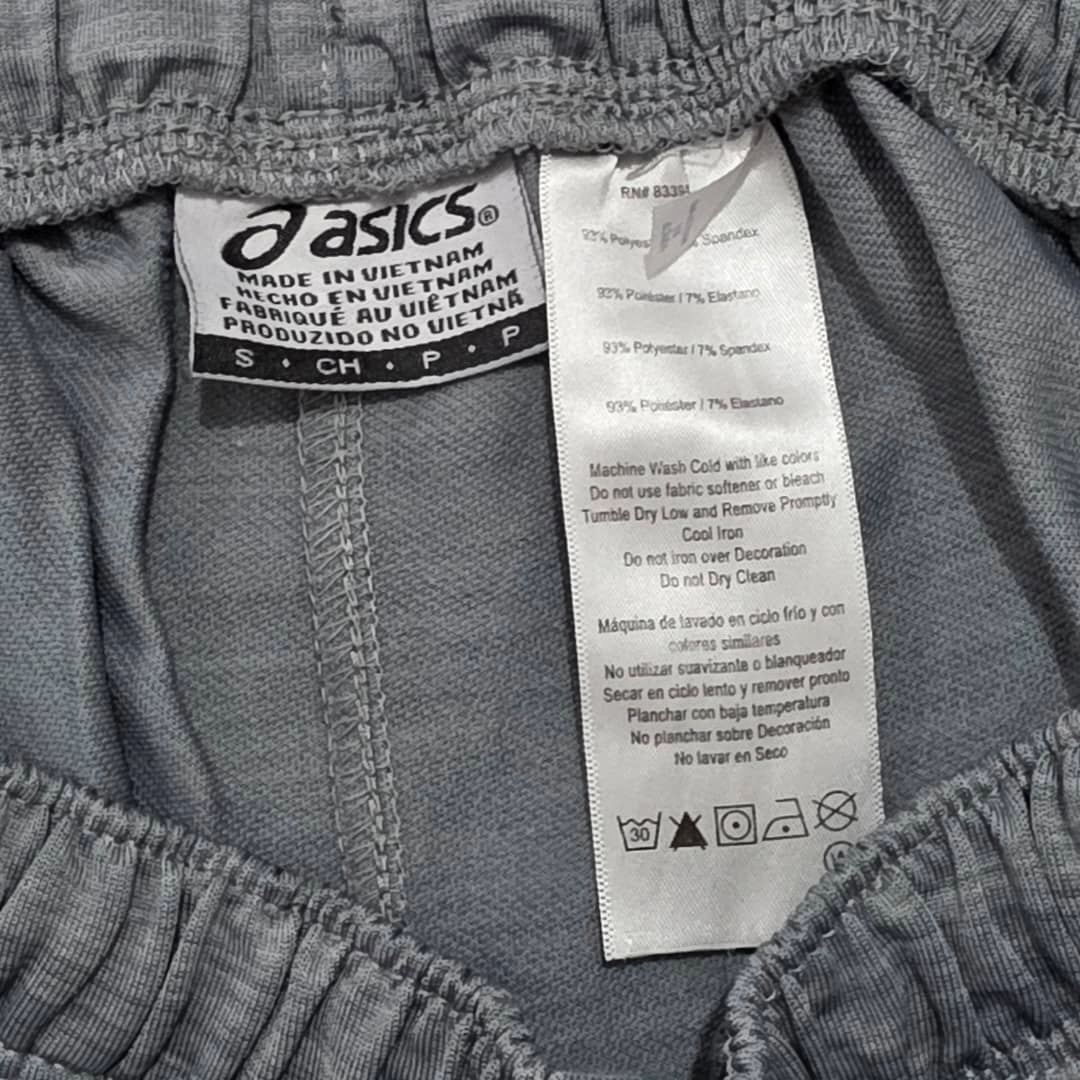 asics®
MADE IN VIETNAM
HECHO EN VIETNAM
FABRIQUÉ AU VIÊTNAM
PRODUZIDO NO VIETNÃ
S • CH • P • P
RN# 8339
93% Spandex
93% Poliéster / 7% Elastano
93% Polyester / 7% Spandex
93% Poliéster / 7% Elastano
Machine Wash Cold with like colors
Do not use fabric softener or bleach
Tumble Dry Low and Remove Promptly
Cool Iron
Do not iron over Decoration
Do not Dry Clean
Máquina de lavado en ciclo frío y con
colores similares
No utilizar suavizante o blanqueador
Secar en ciclo lento y remover pronto
Planchar con baja temperatura
No planchar sobre Decoración
No lavar en Seco
30